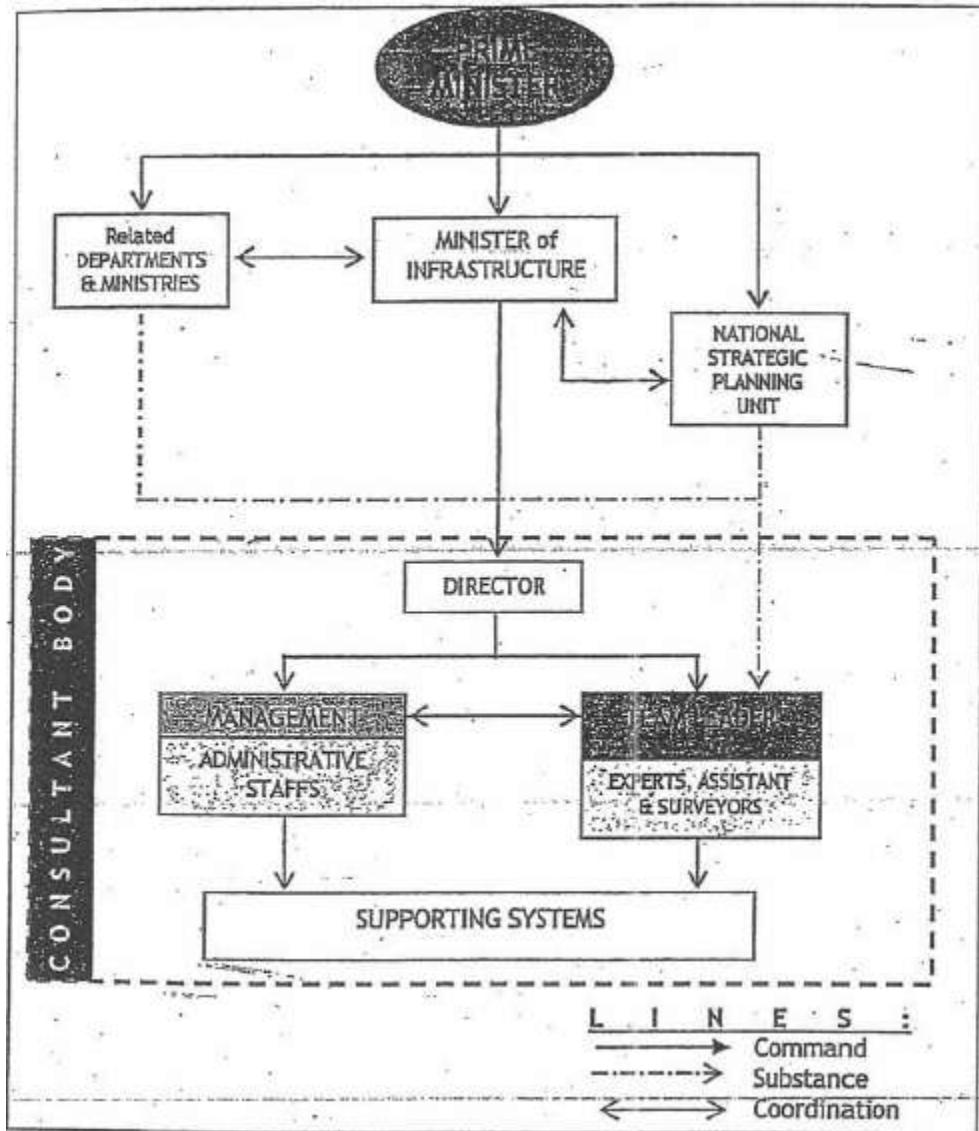 PRIME
MINISTER
Related
DEPARTMENTS
& MINISTRIES
MINISTER of
INFRASTRUCTURE
NATIONAL
STRATEGIC
PLANNING
UNIT
CONSULTANT BODY
DIRECTOR
MANAGEMENT
ADMINISTRATIVE
STAFFS
TEAM LEADER
EXPERTS, ASSISTANT
& SURVEYORS
SUPPORTING SYSTEMS
LINES:
Command
Substance
Coordination